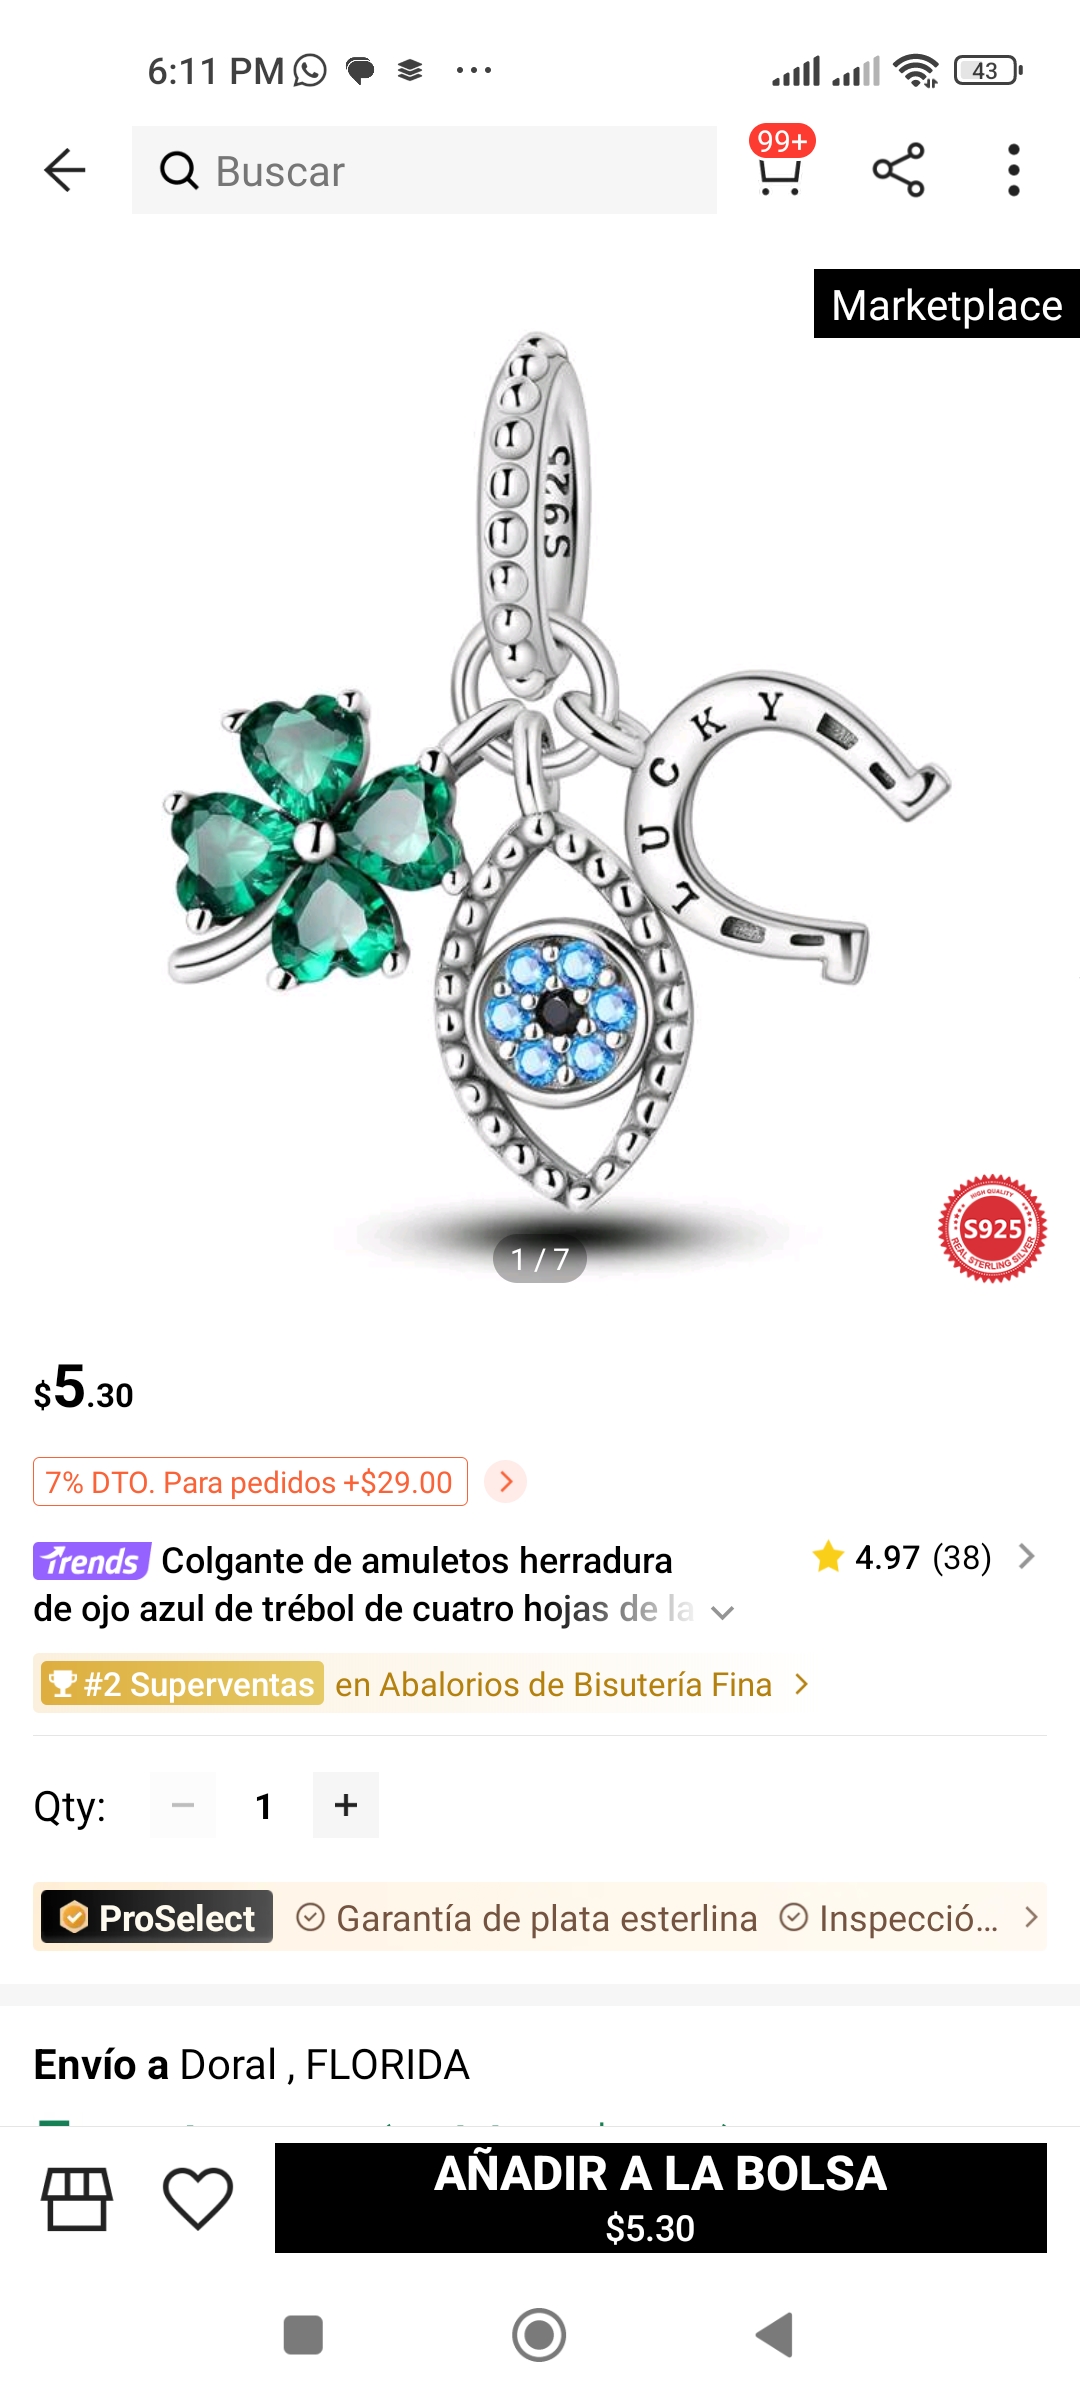 6:11 PM
43
Buscar
99+
Marketplace
S925
LUCKY
HIGH QUALITY
S925
REAL STERLING SILVER
1 / 7
$5.30
7% DTO. Para pedidos +$29.00
Trends Colgante de amuletos herradura
de ojo azul de trébol de cuatro hojas de la
4.97 (38)
#2 Superventas en Abalorios de Bisutería Fina
Qty: 1 +
ProSelect Garantía de plata esterlina Inspecció...
Envío a Doral , FLORIDA
AÑADIR A LA BOLSA
$5.30